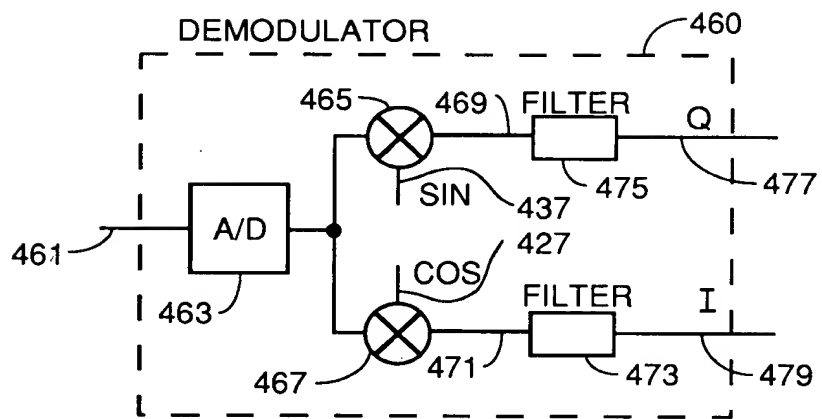 DEMODULATOR
460
465
469
FILTER
Q
475
477
SIN
437
A/D
461
463
427
COS
FILTER
I
467
471
473
479